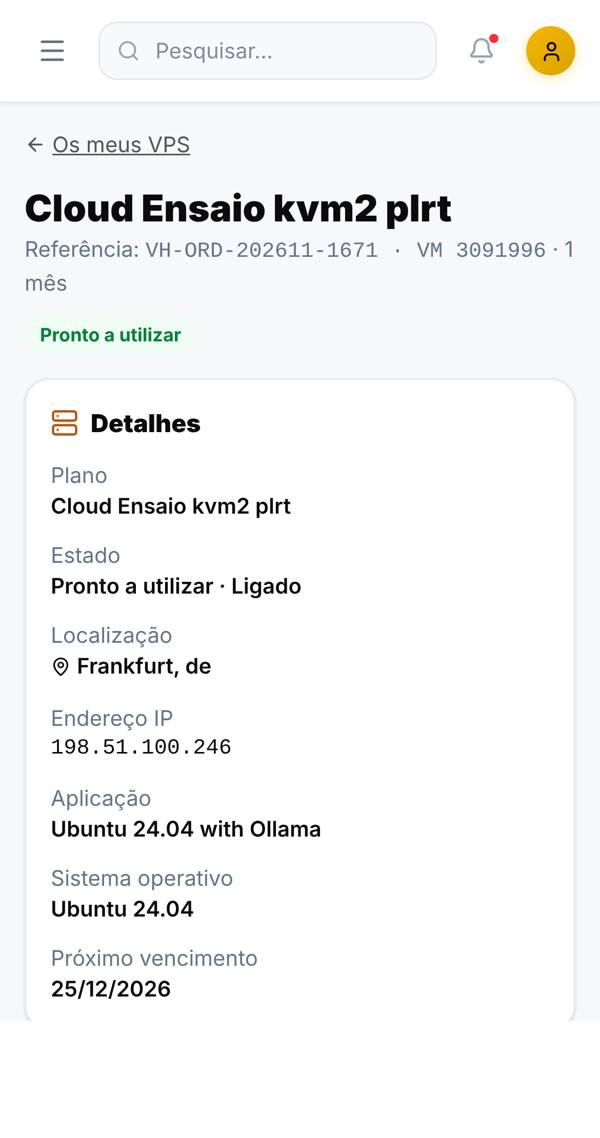 Pesquisar...
← Os meus VPS
Cloud Ensaio kvm2 plrt
Referência: VH-ORD-202611-1671 · VM 3091996 · 1
mês
Pronto a utilizar
Detalhes
Plano
Cloud Ensaio kvm2 plrt
Estado
Pronto a utilizar · Ligado
Localização
Frankfurt, de
Endereço IP
198.51.100.246
Aplicação
Ubuntu 24.04 with Ollama
Sistema operativo
Ubuntu 24.04
Próximo vencimento
25/12/2026